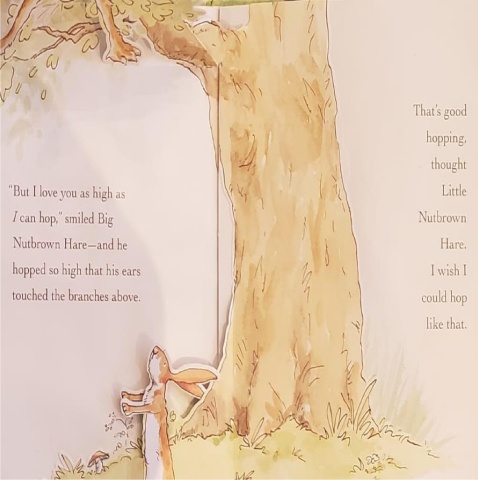 “But I love you as high as
I can hop,” smiled Big
Nutbrown Hare—and he
hopped so high that his ears
touched the branches above.
That’s good
hopping,
thought
Little
Nutbrown
Hare.
I wish I
could hop
like that.